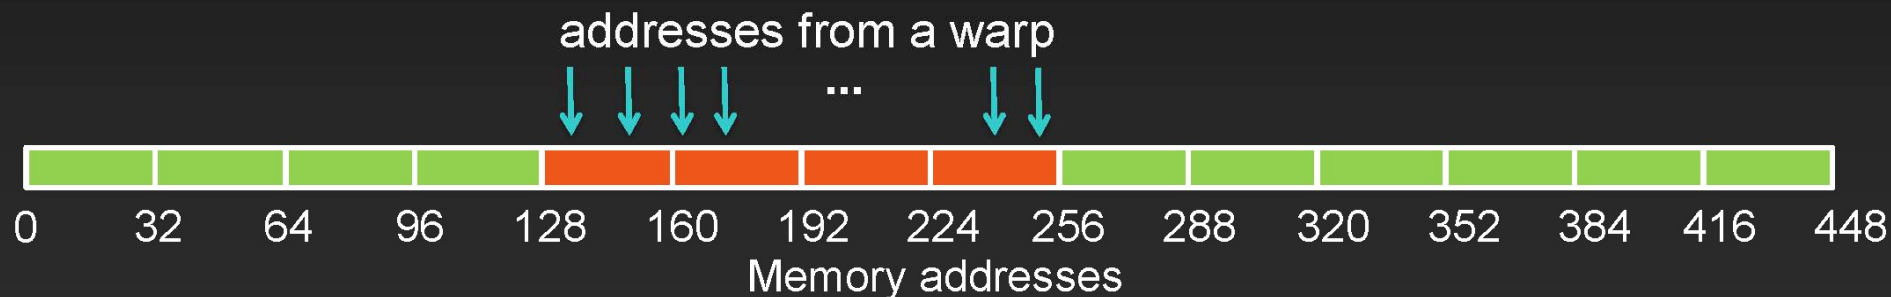 addresses from a warp
...
0 32 64 96 128 160 192 224 256 288 320 352 384 416 448
Memory addresses